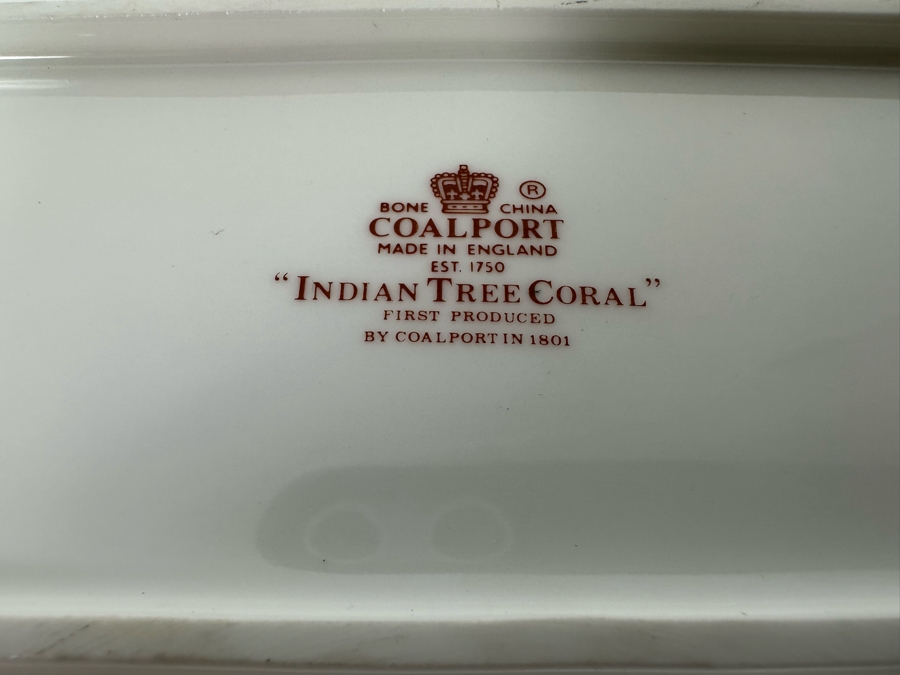 ®
BONE CHINA
COALPORT
MADE IN ENGLAND
EST. 1750
“INDIAN TREE CORAL”
FIRST PRODUCED
BY COALPORT IN 1801